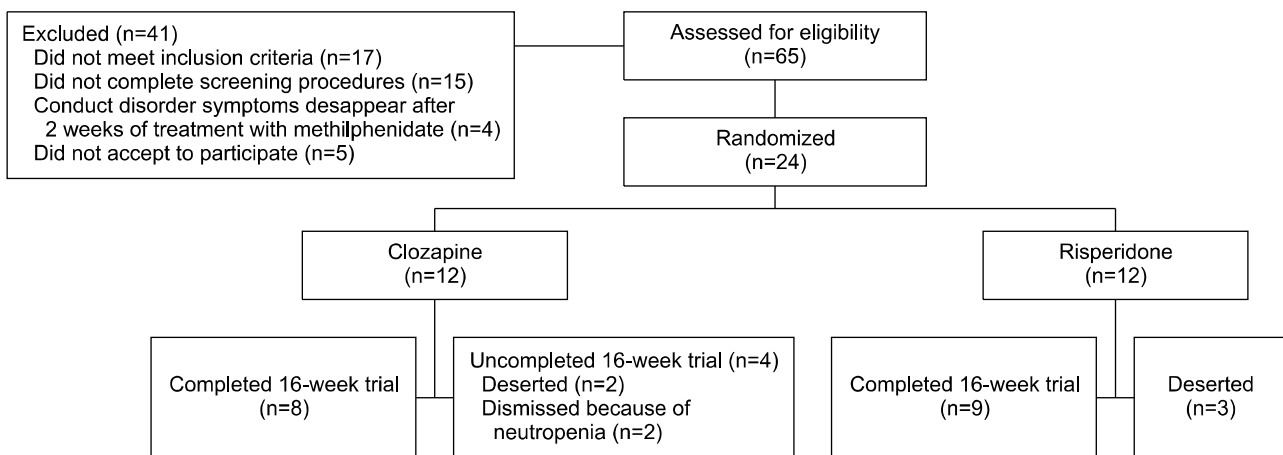 Excluded (n=41)
Did not meet inclusion criteria (n=17)
Did not complete screening procedures (n=15)
Conduct disorder symptoms desappear after
2 weeks of treatment with methilphenidate (n=4)
Did not accept to participate (n=5)
Assessed for eligibility
(n=65)
Randomized
(n=24)
Clozapine
(n=12)
Risperidone
(n=12)
Completed 16-week trial
(n=8)
Uncompleted 16-week trial (n=4)
Deserted (n=2)
Dismissed because of
neutropenia (n=2)
Completed 16-week trial
(n=9)
Deserted
(n=3)